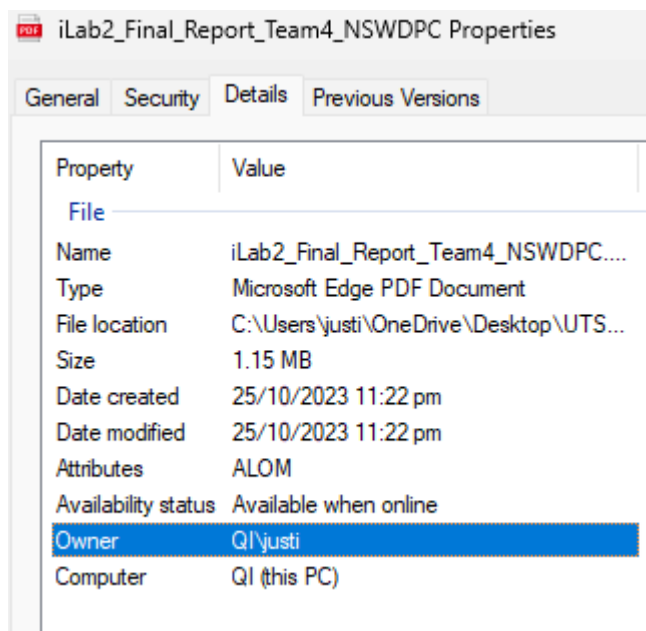 PDF iLab2_Final_Report_Team4_NSWDPC Properties
General Security Details Previous Versions
Property Value
File
Name iLab2_Final_Report_Team4_NSWDPC....
Type Microsoft Edge PDF Document
File location C:\Users\justi\OneDrive\Desktop\UTS...
Size 1.15 MB
Date created 25/10/2023 11:22 pm
Date modified 25/10/2023 11:22 pm
Attributes ALOM
Availability status Available when online
Owner QI\justi
Computer QI (this PC)